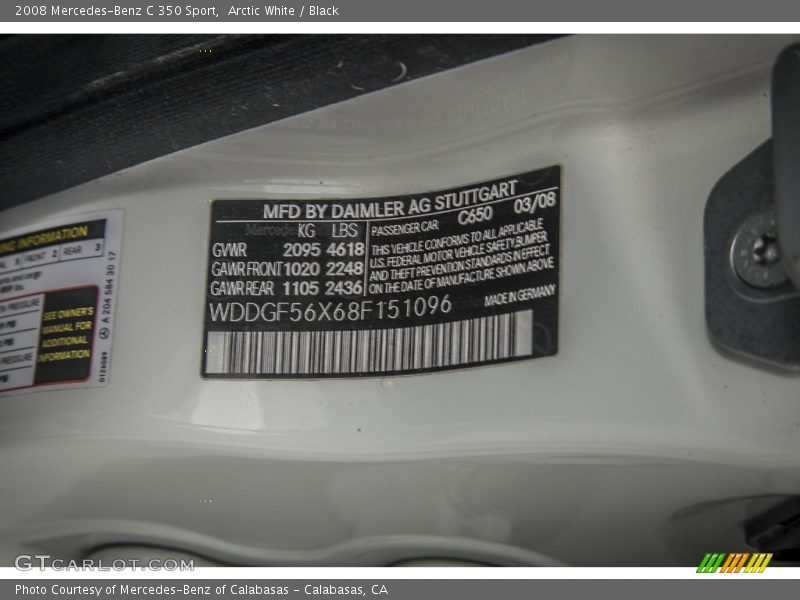 2008 Mercedes-Benz C 350 Sport, Arctic White / Black
MFD BY DAIMLER AG STUTTGART
Mercedes KG LBS
GVWR 2095 4618
GAWR FRONT 1020 2248
GAWR REAR 1105 2436
PASSENGER CAR C650 03/08
THIS VEHICLE CONFORMS TO ALL APPLICABLE
U.S. FEDERAL MOTOR VEHICLE SAFETY, BUMPER
AND THEFT PREVENTION STANDARDS IN EFFECT
ON THE DATE OF MANUFACTURE SHOWN ABOVE
WDDGF56X68F151096 MADE IN GERMANY
NG INFORMATION
FRONT 2 REAR 3
SEE OWNER'S
MANUAL FOR
ADDITIONAL
INFORMATION
A 204 584 30 17
GTCARLOT.COM
Photo Courtesy of Mercedes-Benz of Calabasas - Calabasas, CA